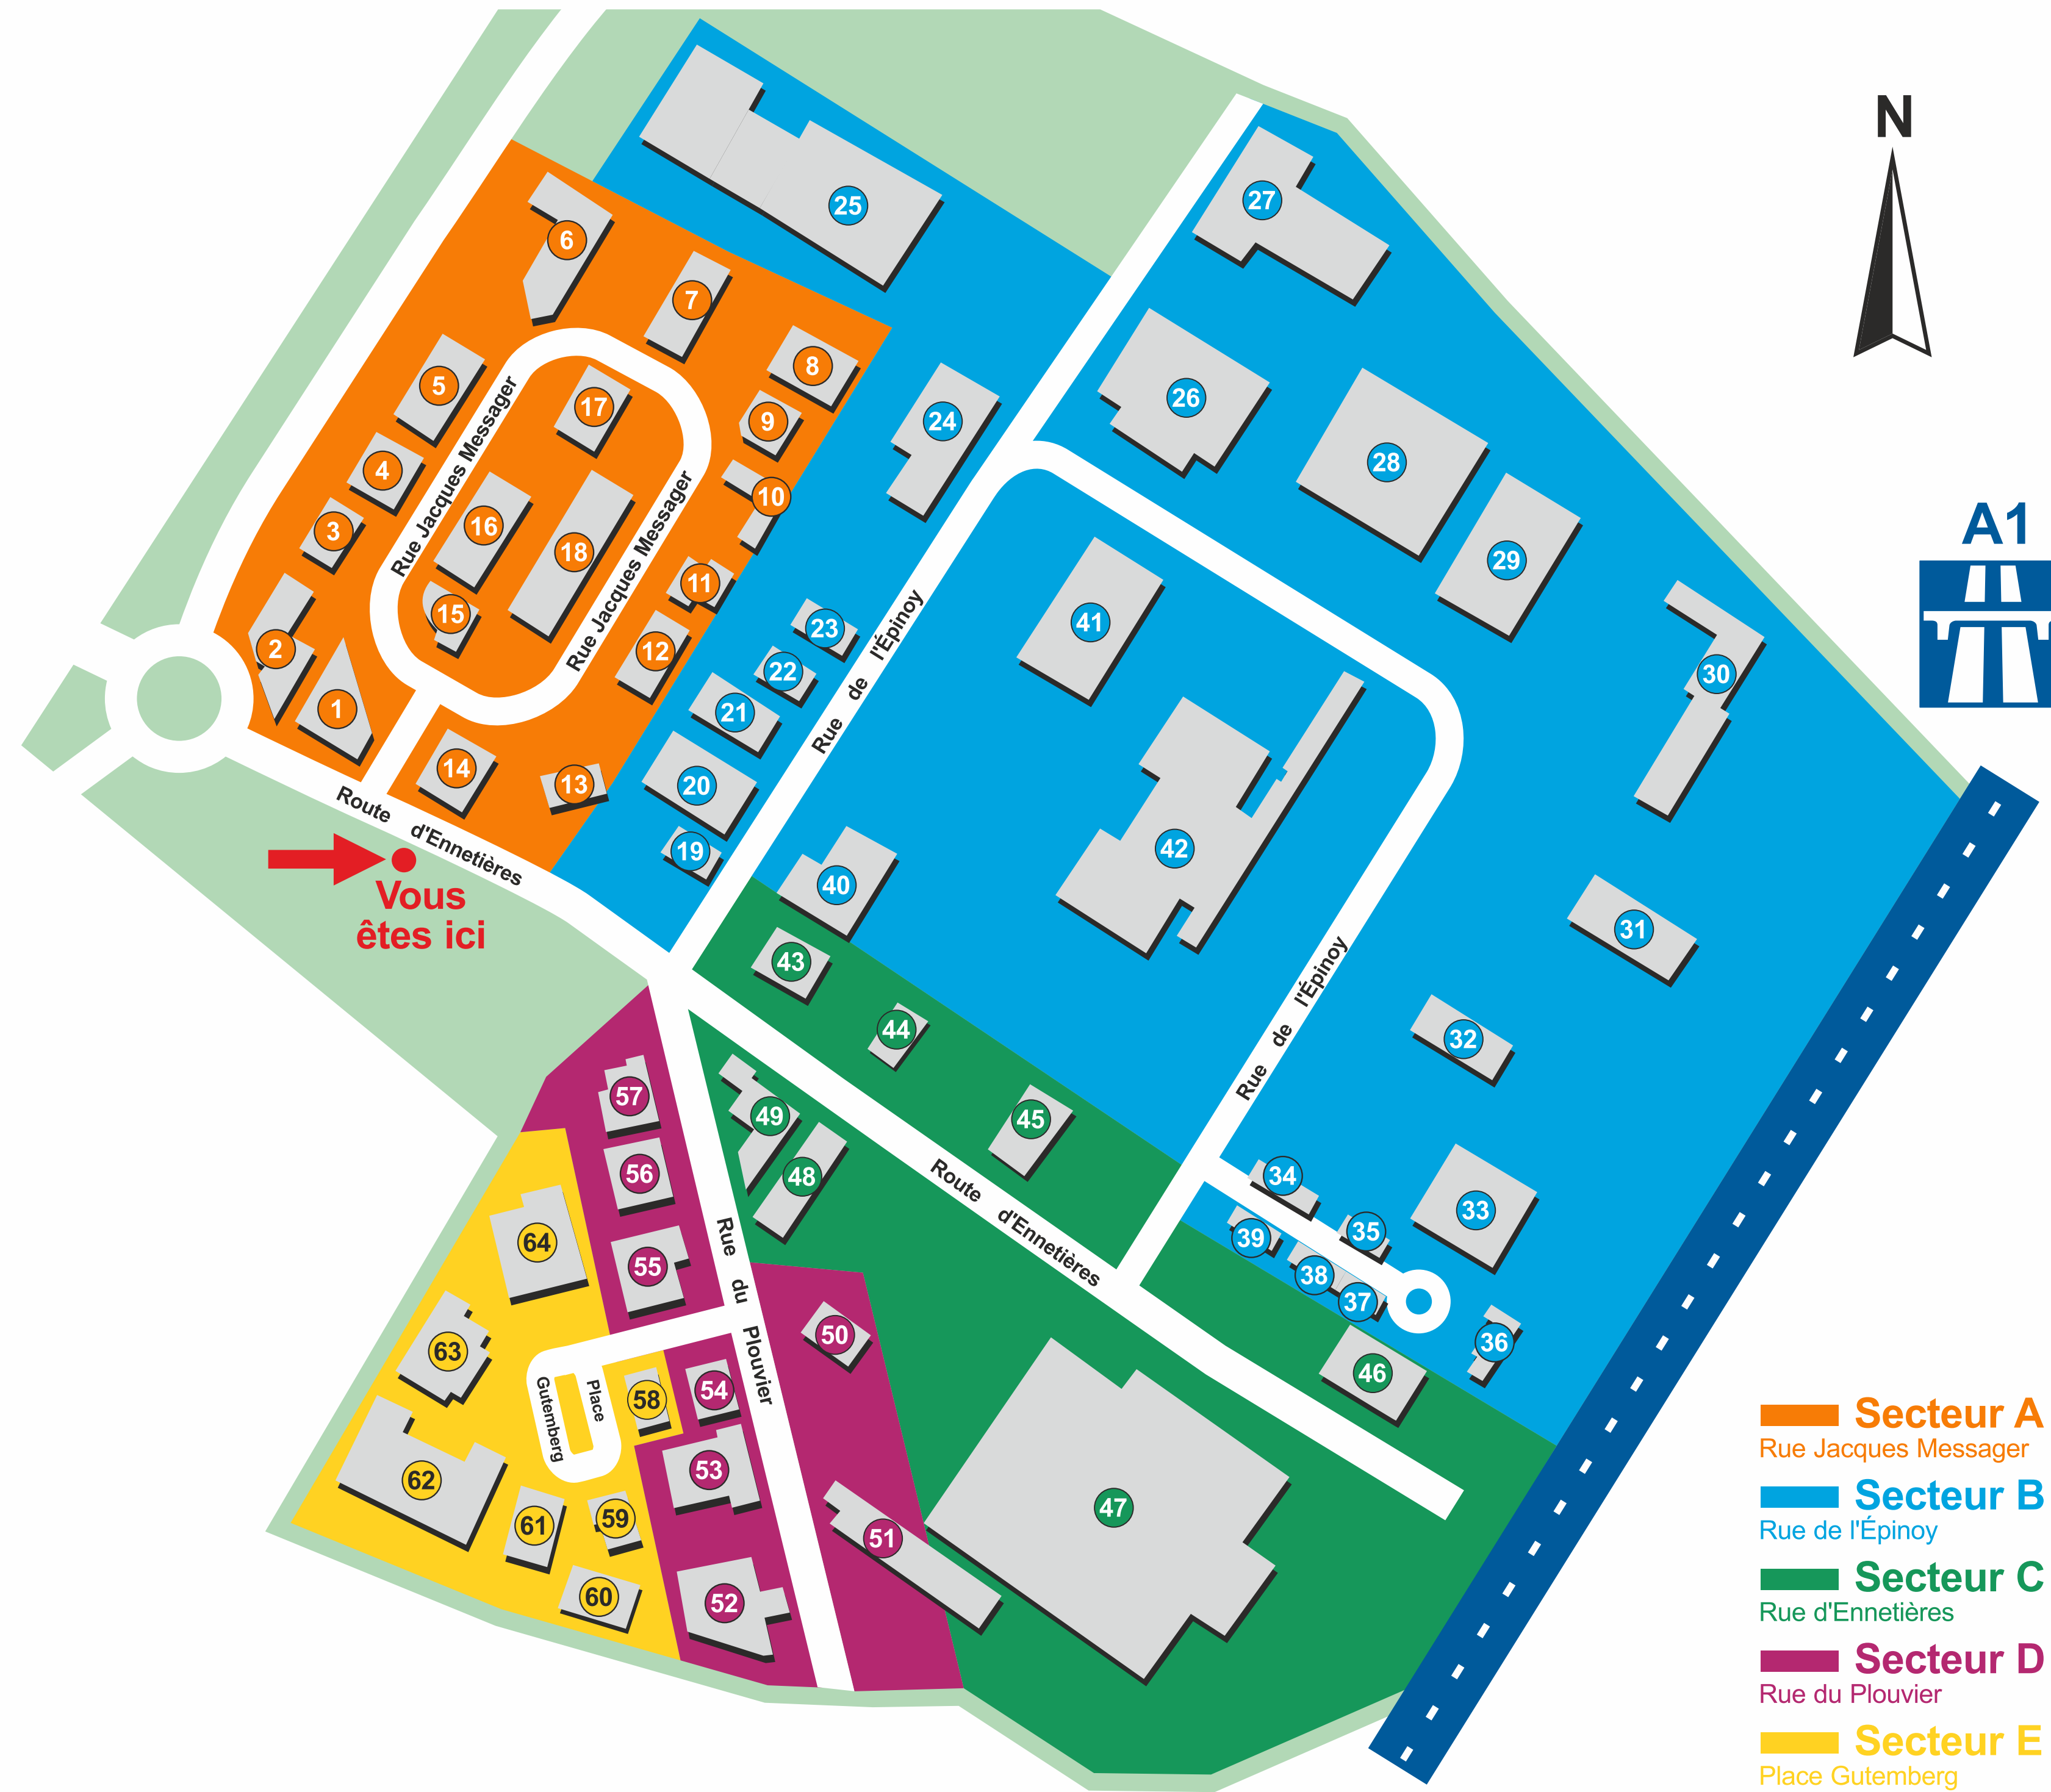 N
25
27
6
7
8
5
17
26
24
9
28
4
10
16
3
A1
18
29
Rue Jacques Messager
11
15
Rue Jacques Messager
41
23
2
12
Rue de l'Épinoy
22
30
1
21
14
13
20
Route d'Ennetières
42
19
Vous
êtes ici
40
31
43
44
Rue de l'Épinoy
32
57
49
45
56
48
34
Route d'Ennetières
33
35
39
64
55
Rue du Plouvier
38
37
50
36
63
46
Place
Gutemberg
54
58
53
62
47
61
59
51
60
52
Secteur A
Rue Jacques Messager
Secteur B
Rue de l'Épinoy
Secteur C
Rue d'Ennetières
Secteur D
Rue du Plouvier
Secteur E
Place Gutemberg